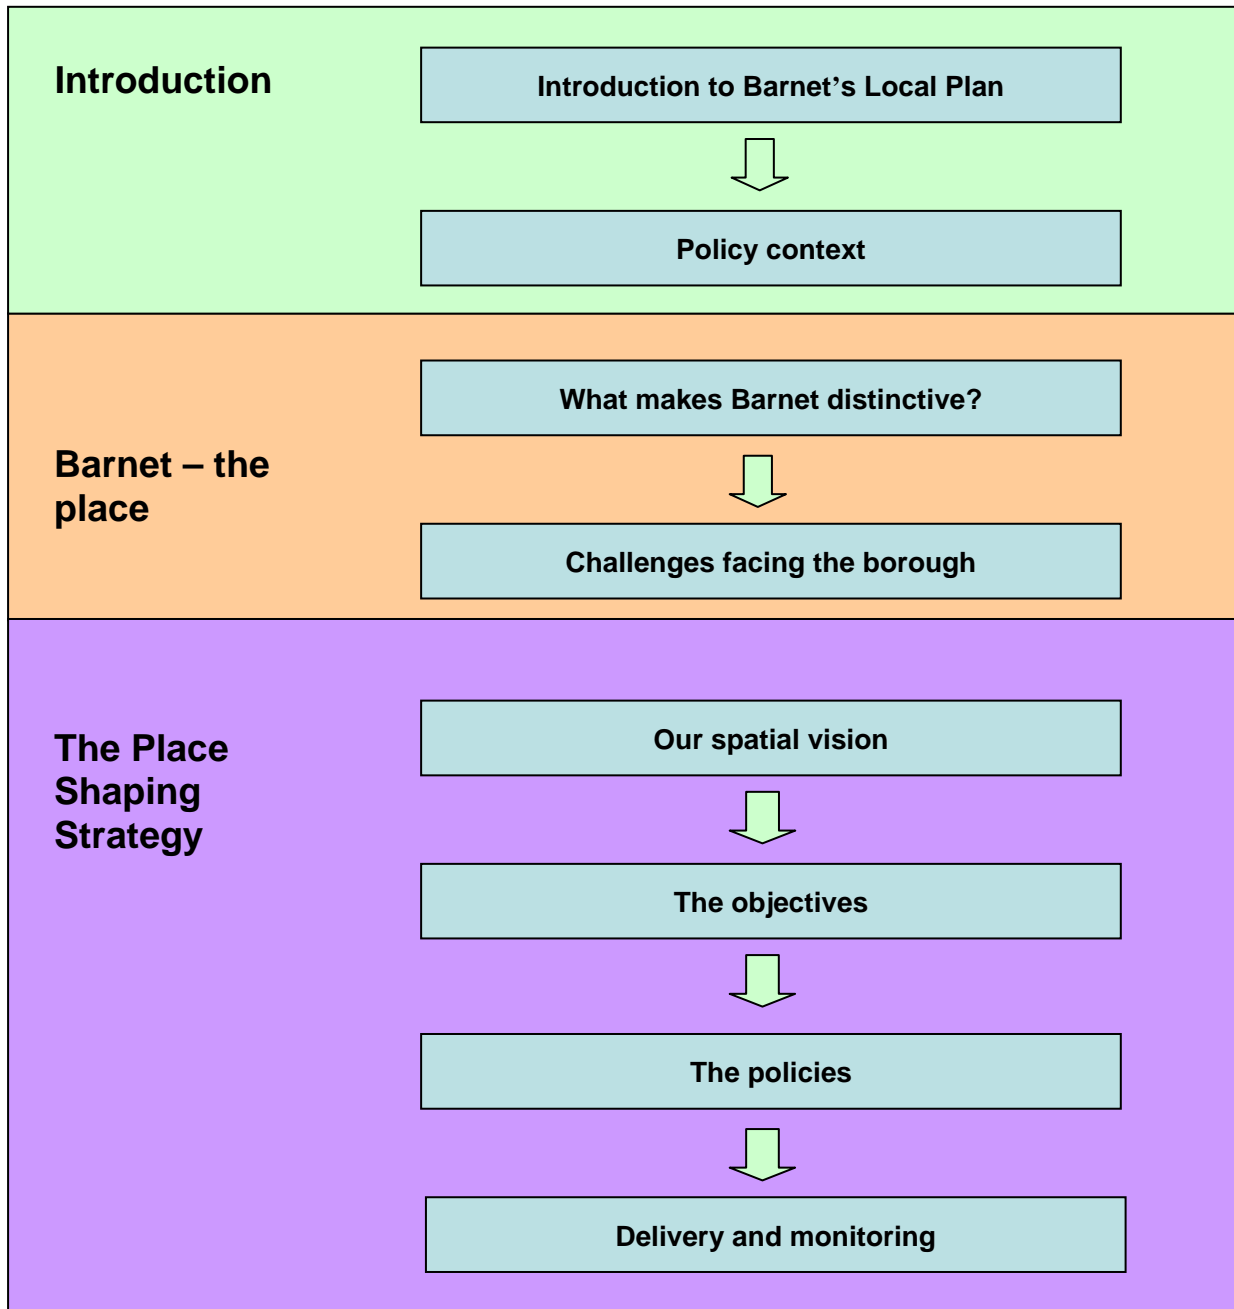 Introduction
Introduction to Barnet's Local Plan
Policy context
Barnet – the
place
What makes Barnet distinctive?
Challenges facing the borough
The Place
Shaping
Strategy
Our spatial vision
The objectives
The policies
Delivery and monitoring